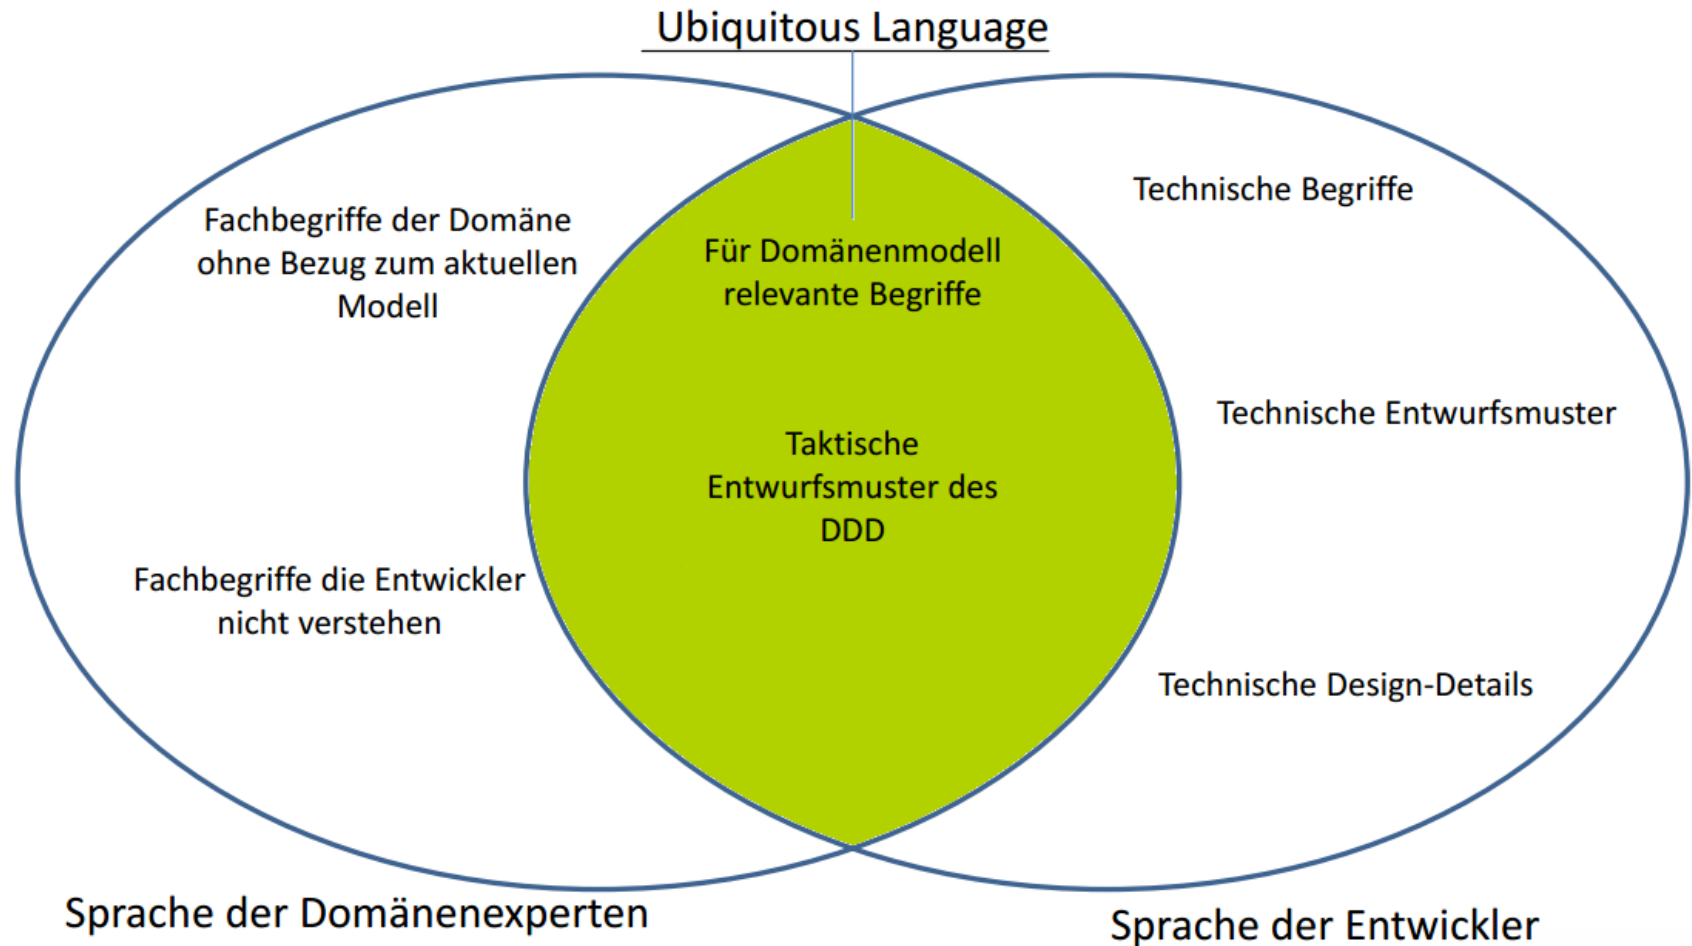 Ubiquitous Language
Fachbegriffe der Domäne
ohne Bezug zum aktuellen
Modell
Fachbegriffe die Entwickler
nicht verstehen
Für Domänenmodell
relevante Begriffe
Taktische
Entwurfsmuster des
DDD
Technische Begriffe
Technische Entwurfsmuster
Technische Design-Details
Sprache der Domänenexperten
Sprache der Entwickler